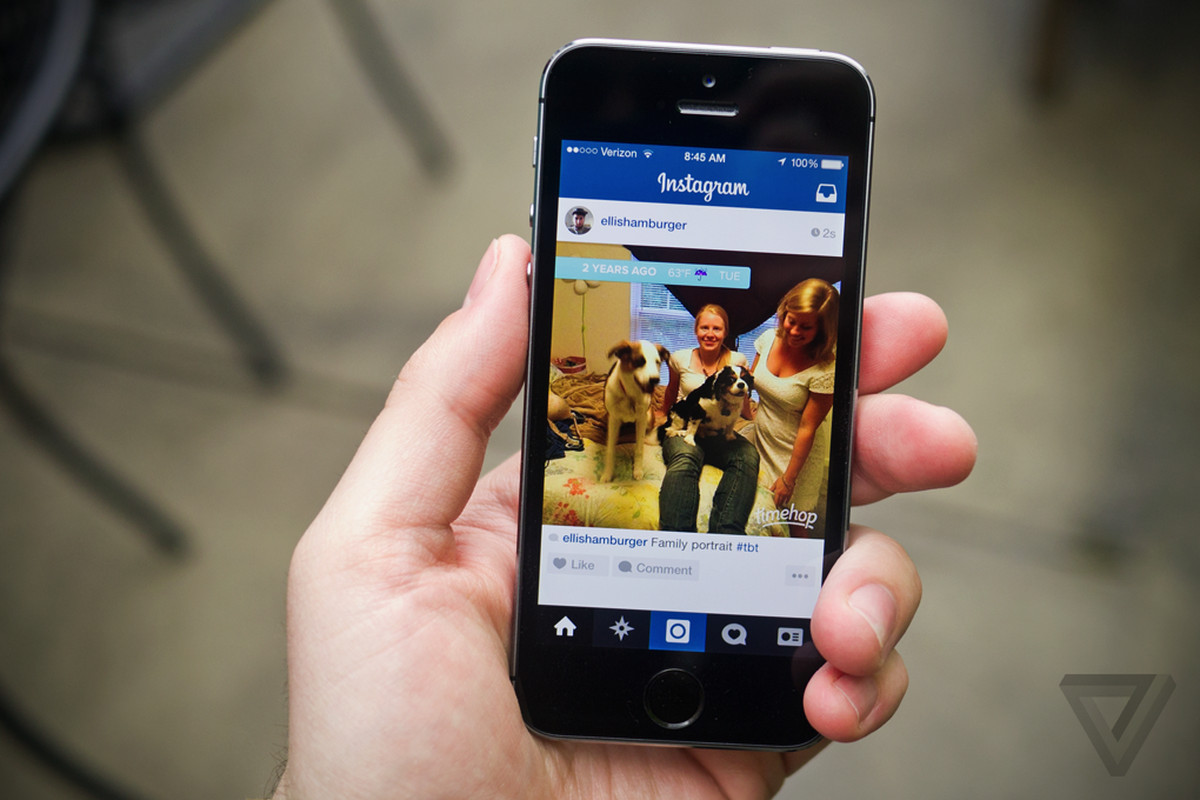 Verizon 8:45 AM 100%
Instagram
ellishamburger 2s
2 YEARS AGO 63°F TUE
timehop
ellishamburger Family portrait #tbt
Like Comment